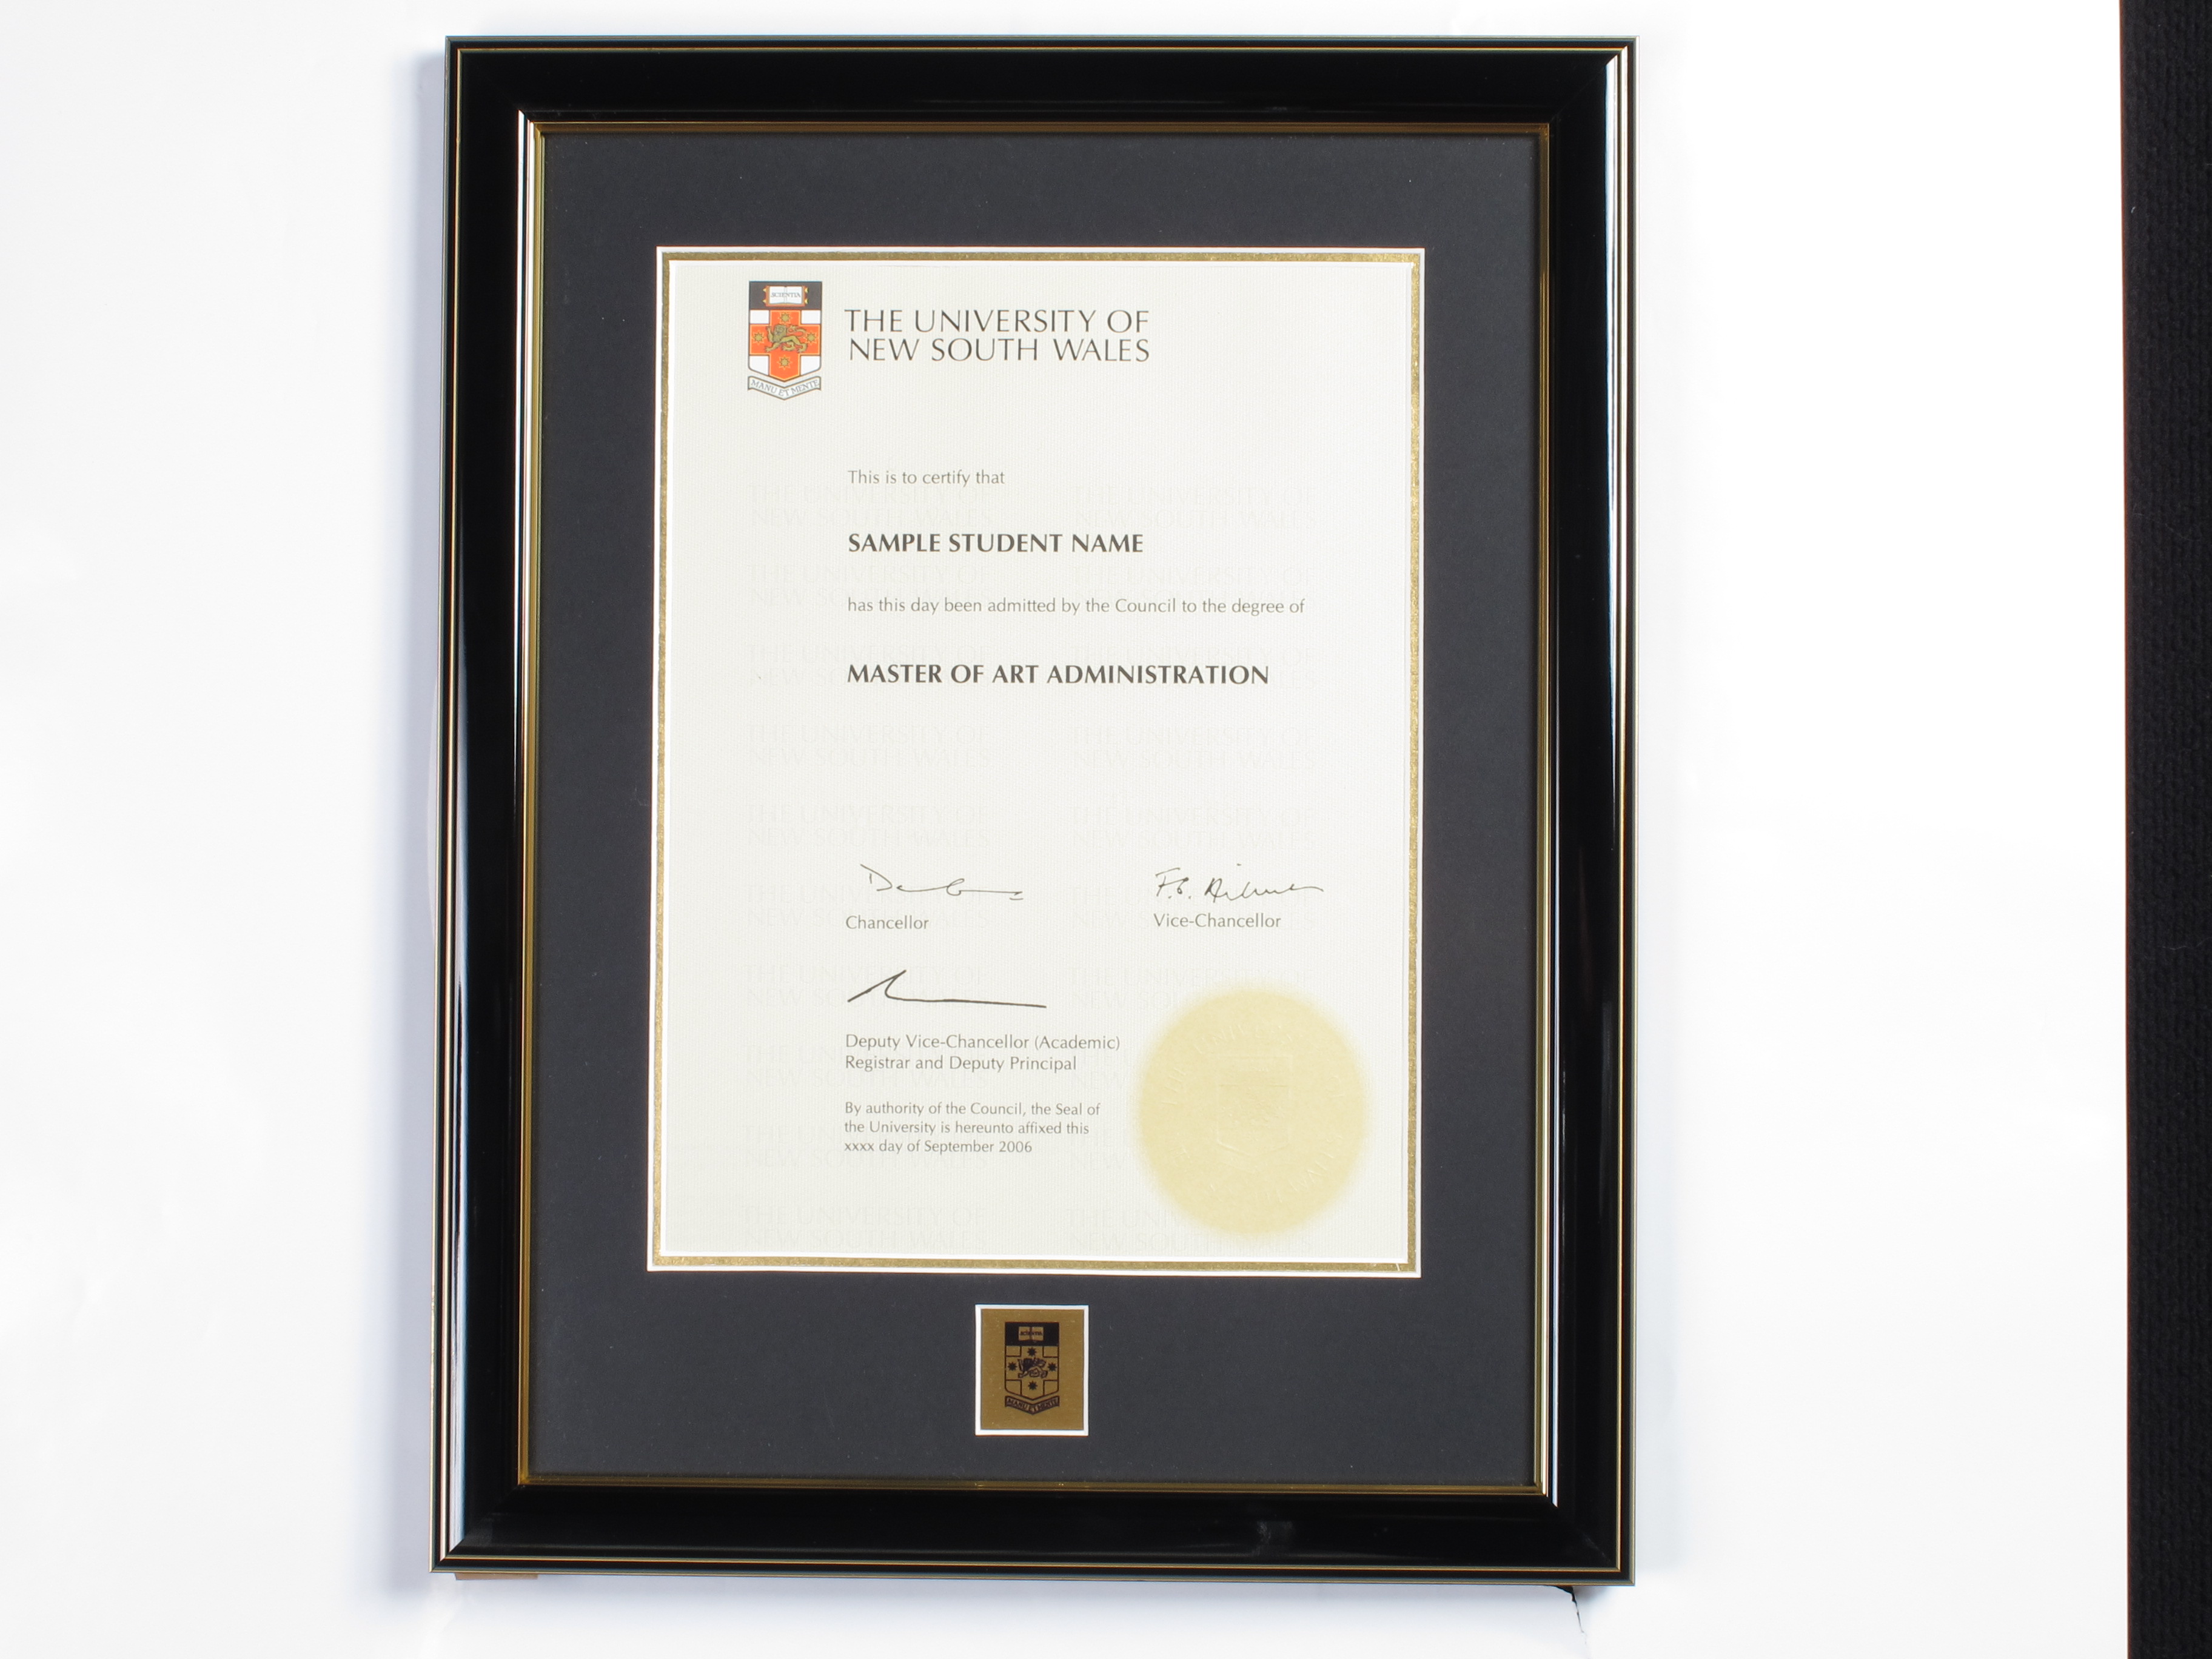 SCIENTIA
THE UNIVERSITY OF
NEW SOUTH WALES
MANU ET MENTE
This is to certify that
SAMPLE STUDENT NAME
has this day been admitted by the Council to the degree of
MASTER OF ART ADMINISTRATION
Chancellor
Vice-Chancellor
Deputy Vice-Chancellor (Academic)
Registrar and Deputy Principal
By authority of the Council, the Seal of
the University is hereunto affixed this
xxxx day of September 2006
SCIENTIA
MANU ET MENTE